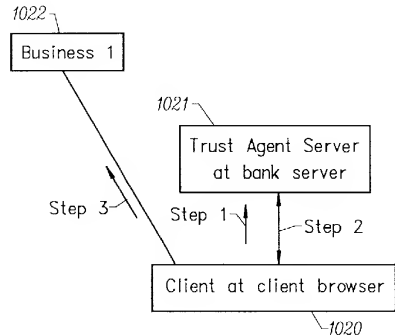 1022
Business 1
1021
Trust Agent Server
at bank server
Step 3
Step 1
Step 2
Client at client browser
1020